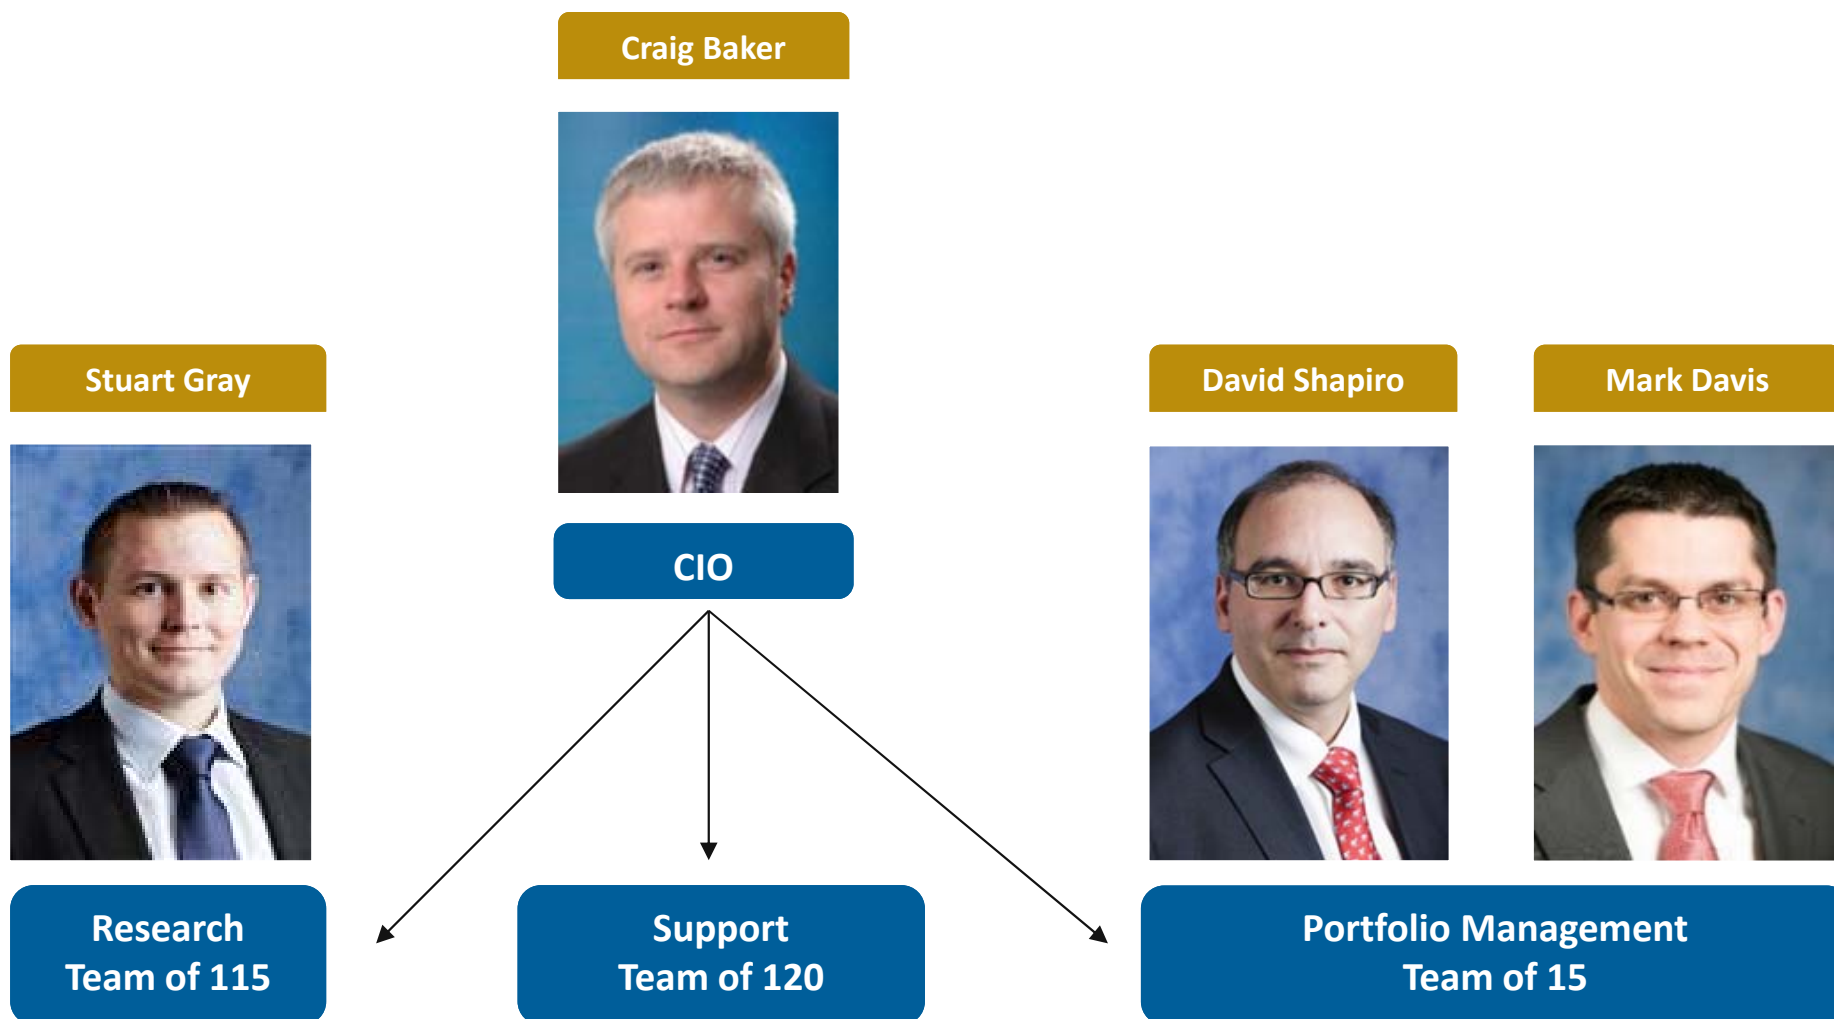 Craig Baker
Stuart Gray
David Shapiro
Mark Davis
CIO
Research
Team of 115
Support
Team of 120
Portfolio Management
Team of 15